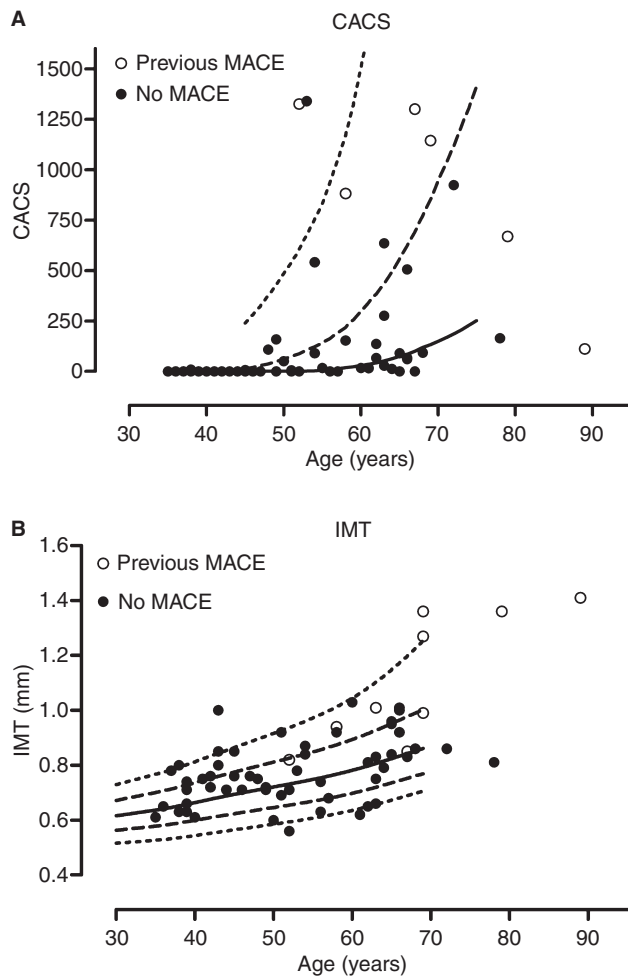 A
CACS
1500
1250
1000
750
500
250
0
CACS
Previous MACE
No MACE
30 40 50 60 70 80 90
Age (years)
B
IMT
1.6
1.4
1.2
1.0
0.8
0.6
0.4
IMT (mm)
Previous MACE
No MACE
30 40 50 60 70 80 90
Age (years)